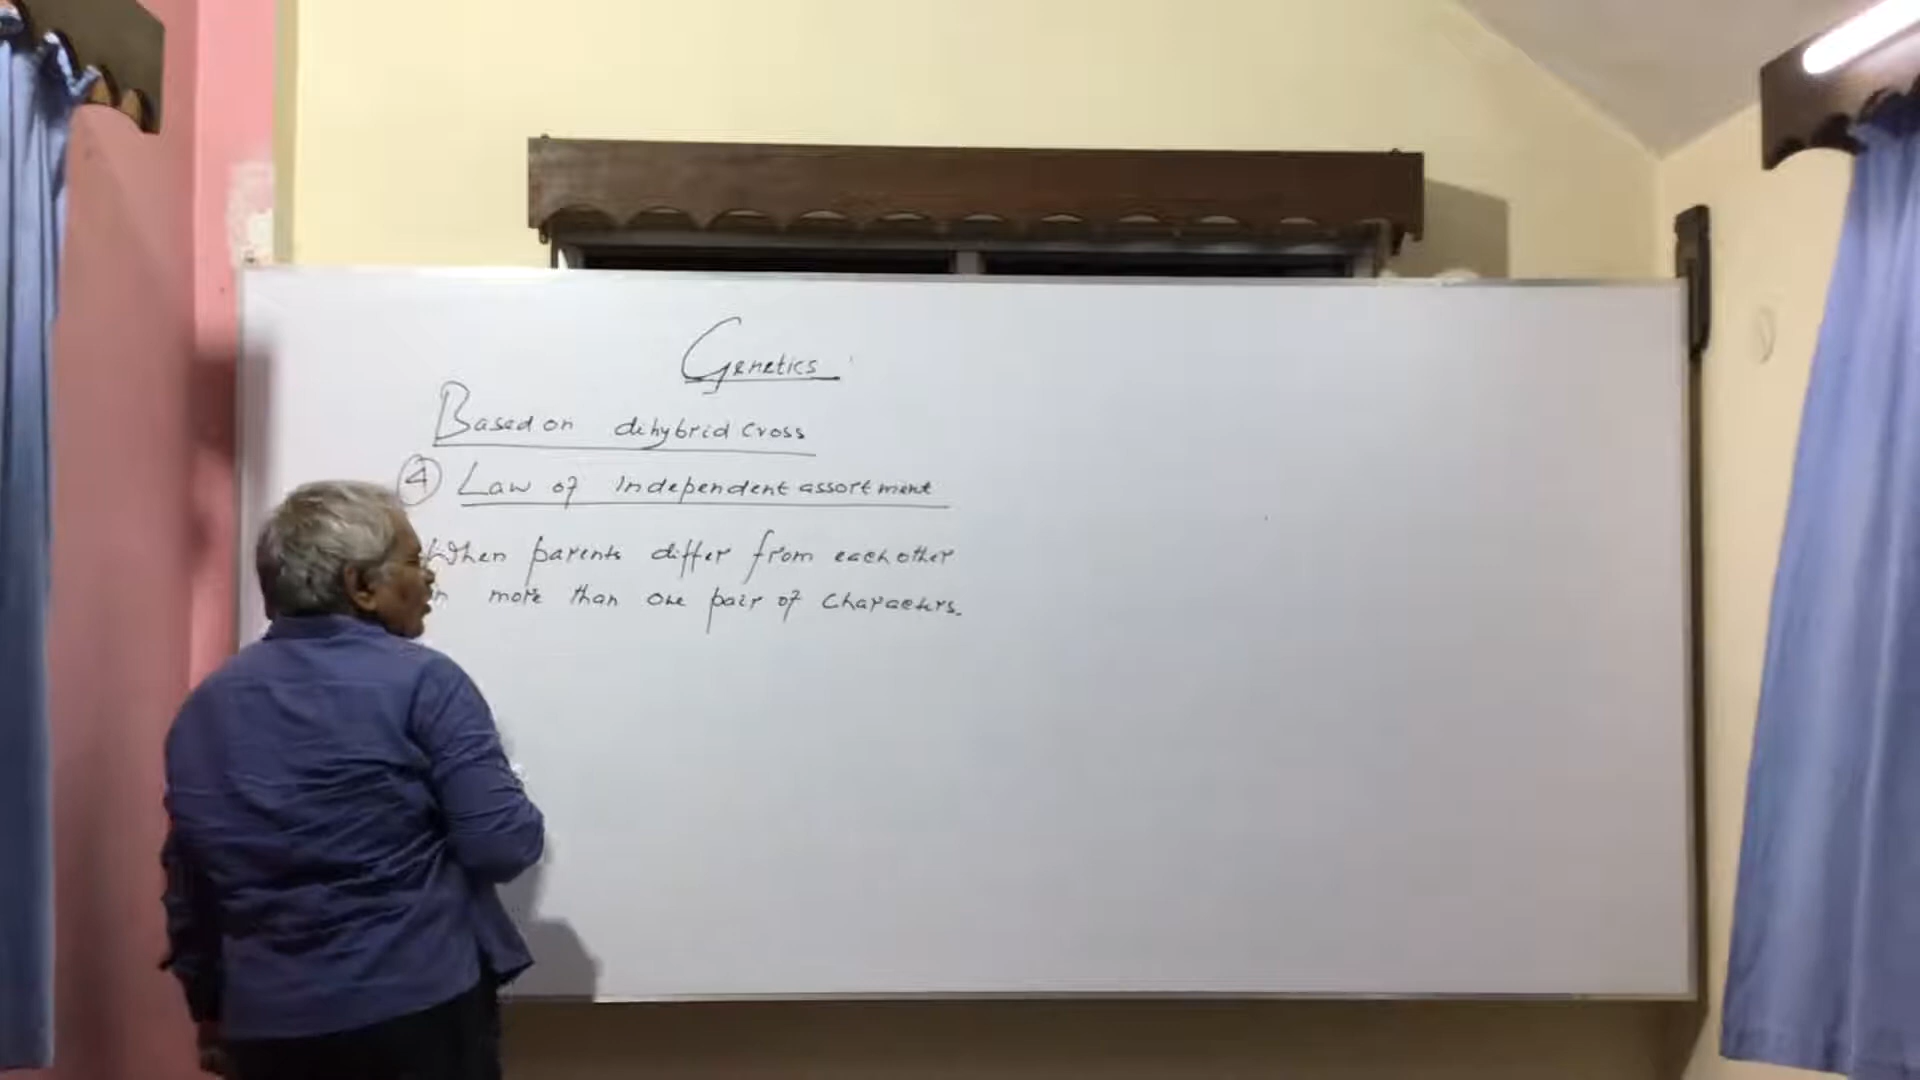 Genetics
Based on dihybrid cross
4 Law of independent assortment
When parents differ from each other
in more than one pair of characters.